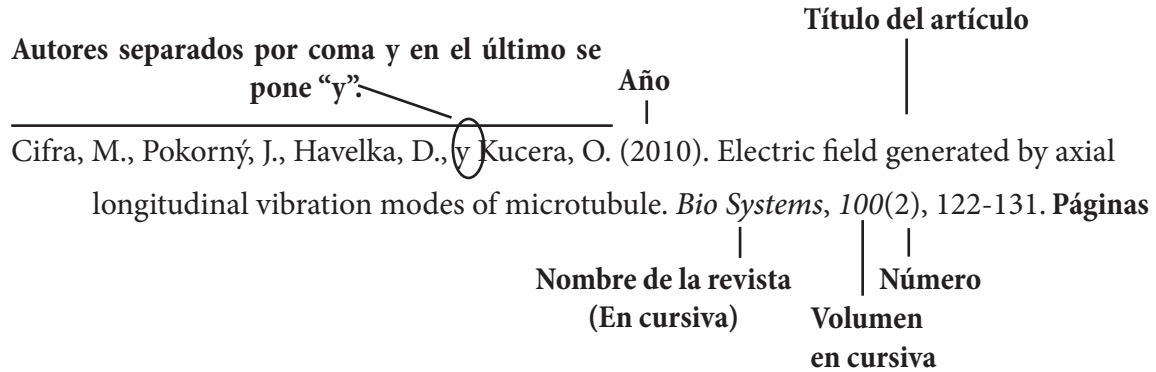 Título del artículo
Autores separados por coma y en el último se
pone “y”.
Año
Cifra, M., Pokorný, J., Havelka, D., y Kucera, O. (2010). Electric field generated by axial
longitudinal vibration modes of microtubule. Bio Systems, 100(2), 122-131. Páginas
Nombre de la revista
(En cursiva)
Número
Volumen
en cursiva